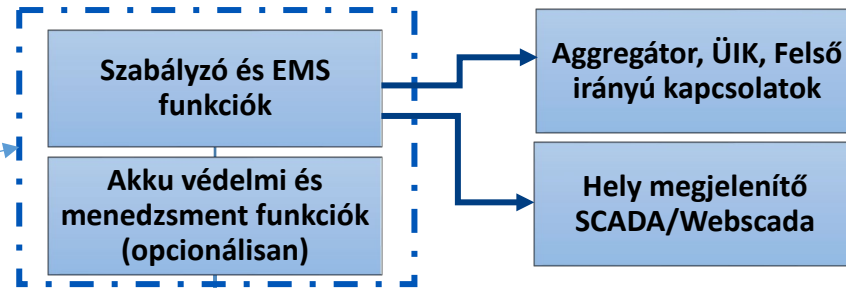 Szabályzó és EMS
funkciók
Aggregátor, ÜIK, Felső
irányú kapcsolatok
Akku védelmi és
menedzsment funkciók
(opcionálisan)
Hely megjelenítő
SCADA/Webscada